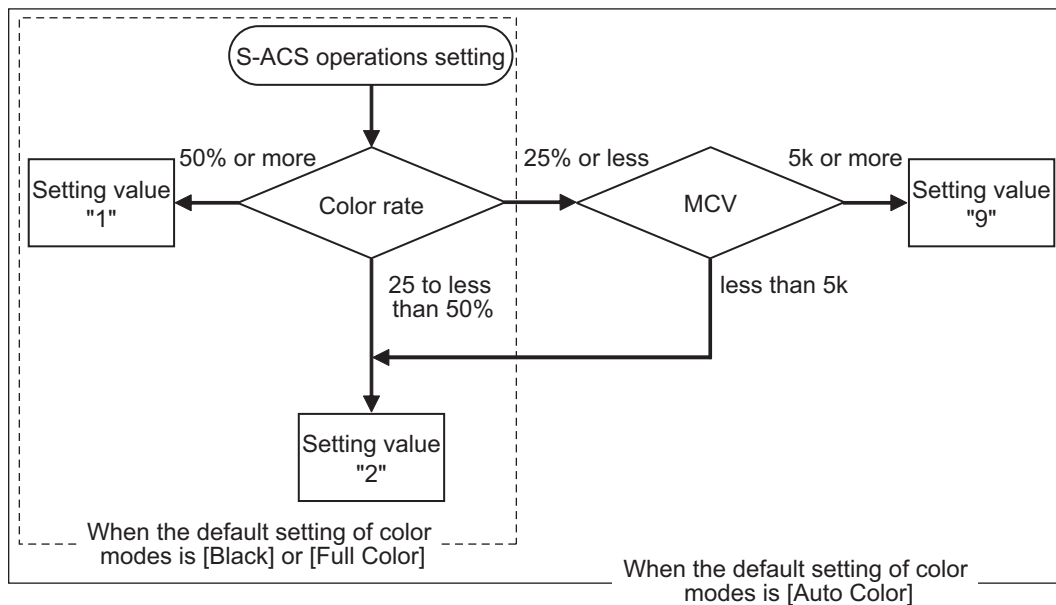 S-ACS operations setting
50% or more
25% or less
5k or more
Setting value
"1"
Color rate
MCV
Setting value
"9"
25 to less
than 50%
less than 5k
Setting value
"2"
When the default setting of color
modes is [Black] or [Full Color]
When the default setting of color
modes is [Auto Color]